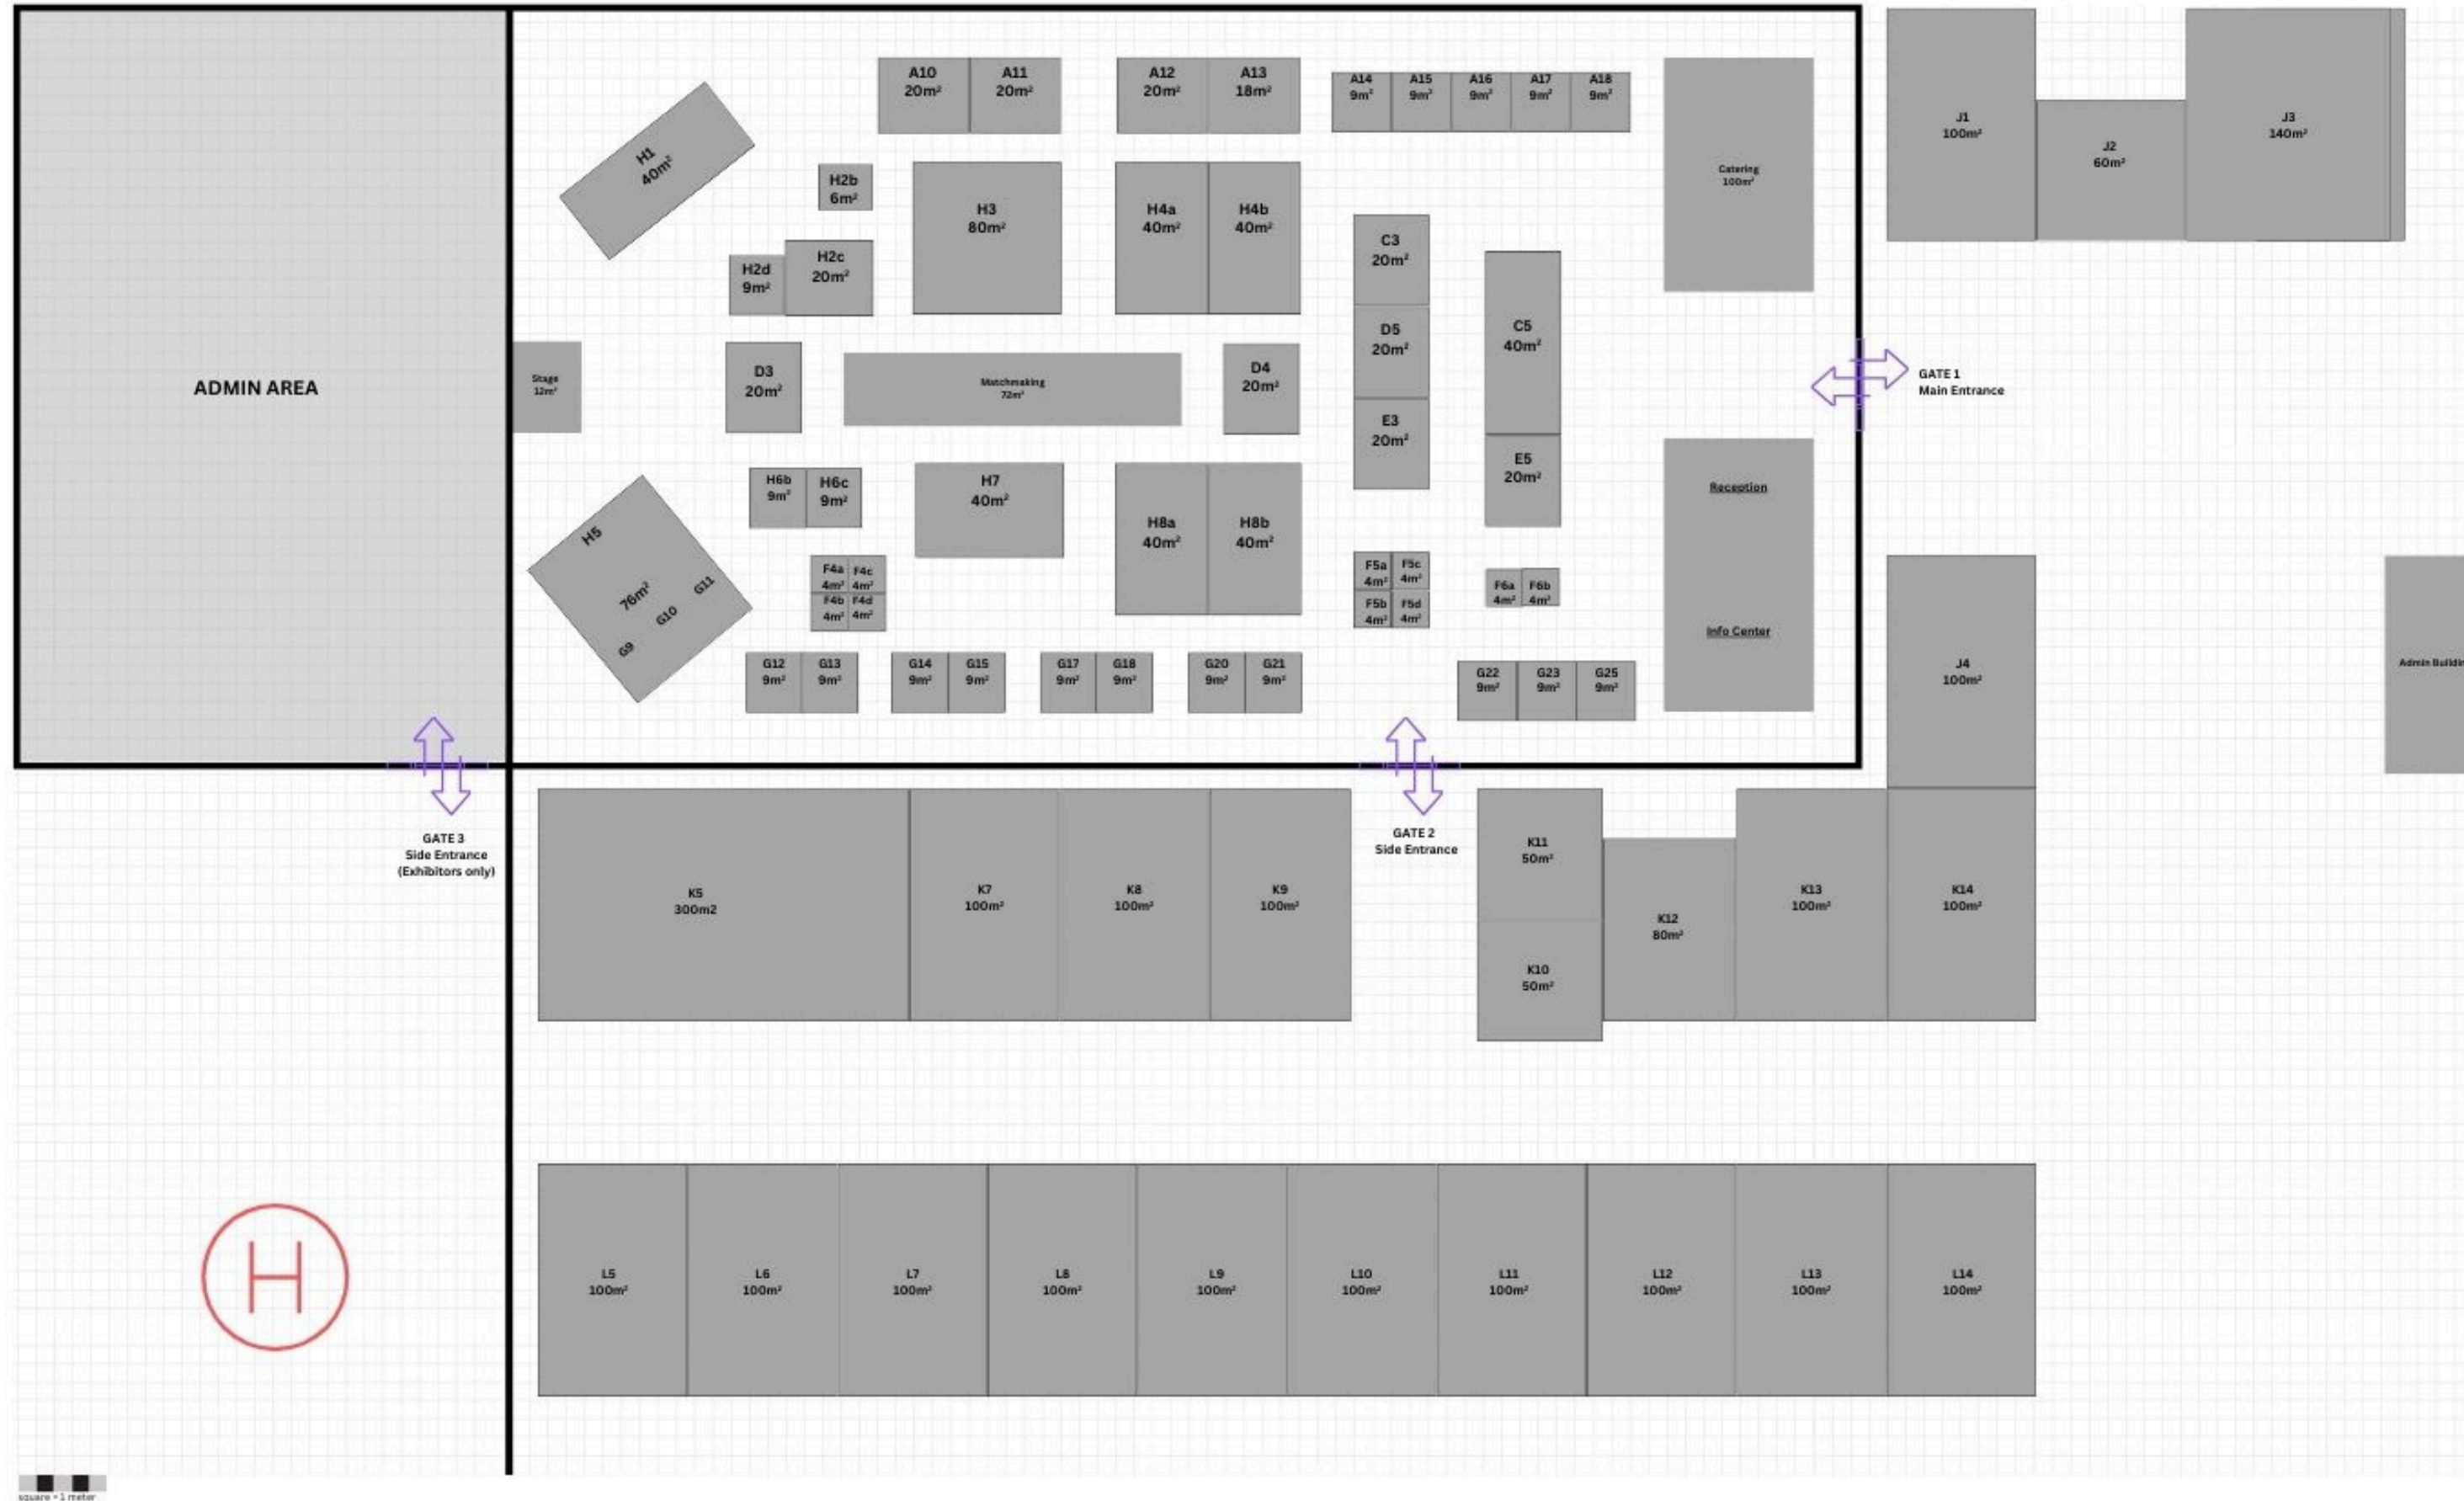 A10
20m²
A11
20m²
A12
20m²
A13
18m²
A14
9m²
A15
9m²
A16
9m²
A17
9m²
A18
9m²
H1
40m²
H2b
6m²
H3
80m²
H4a
40m²
H4b
40m²
Catering
100m²
J1
100m²
J2
60m²
J3
140m²
H2d
9m²
H2c
20m²
C3
20m²
D5
20m²
E3
20m²
C5
40m²
E5
20m²
ADMIN AREA
Stage
12m²
D3
20m²
Matchmaking
72m²
D4
20m²
GATE 1
Main Entrance
H6b
9m²
H6c
9m²
H7
40m²
H8a
40m²
H8b
40m²
Reception
Info Center
H5
76m²
G9
G10
G11
F4a
4m²
F4c
4m²
F4b
4m²
F4d
4m²
F5a
4m²
F5c
4m²
F5b
4m²
F5d
4m²
F6a
4m²
F6b
4m²
G12
9m²
G13
9m²
G14
9m²
G15
9m²
G17
9m²
G18
9m²
G20
9m²
G21
9m²
G22
9m²
G23
9m²
G25
9m²
J4
100m²
Admin Buildin
GATE 3
Side Entrance
(Exhibitors only)
GATE 2
Side Entrance
K5
300m2
K7
100m²
K8
100m²
K9
100m²
K11
50m²
K10
50m²
K12
80m²
K13
100m²
K14
100m²
H
L5
100m²
L6
100m²
L7
100m²
L8
100m²
L9
100m²
L10
100m²
L11
100m²
L12
100m²
L13
100m²
L14
100m²
square = 1 meter